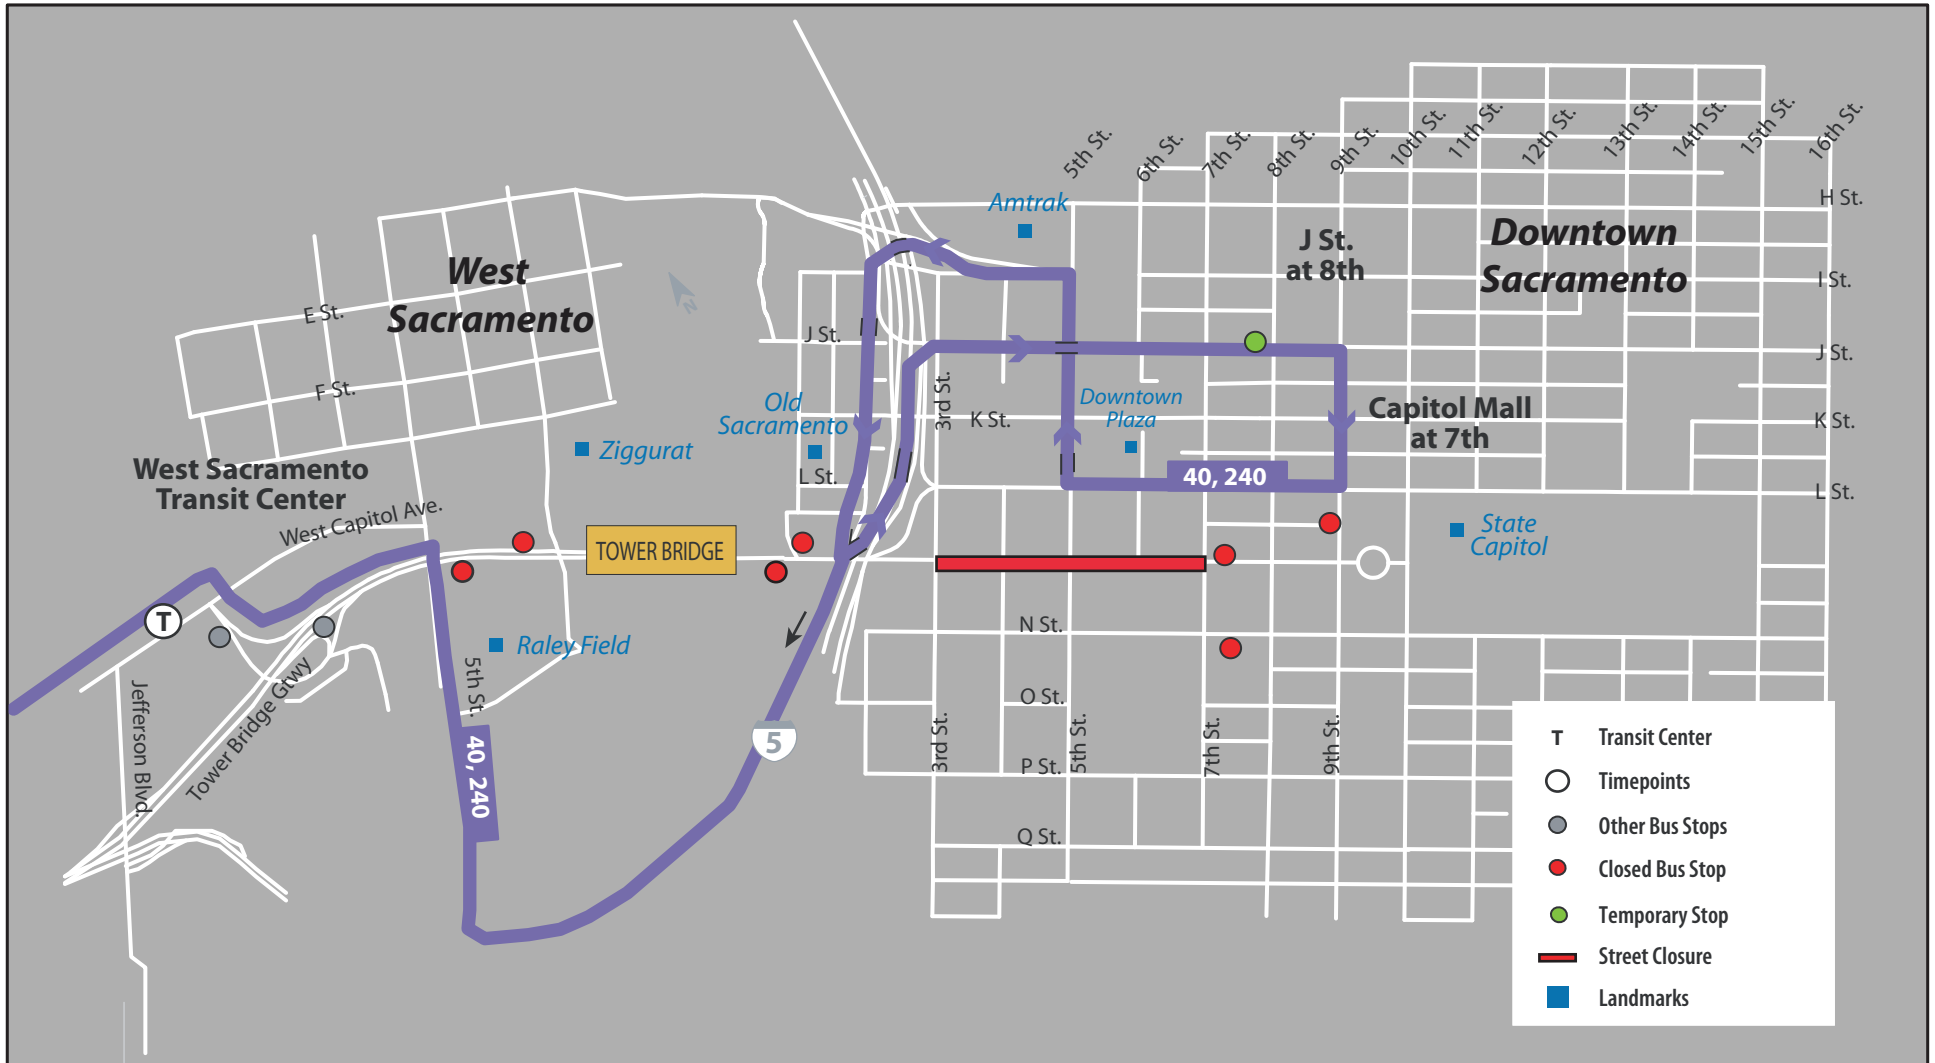 5th St.
6th St.
7th St.
8th St.
9th St.
10th St.
11th St.
12th St.
13th St.
14th St.
15th St.
16th St.
H St.
Amtrak
J St.
at 8th
Downtown
Sacramento
West
Sacramento
N
I St.
E St.
J St.
J St.
F St.
3rd St.
Old
Sacramento
K St.
Downtown
Plaza
Capitol Mall
at 7th
K St.
Ziggurat
West Sacramento
Transit Center
L St.
40, 240
L St.
West Capitol Ave.
TOWER BRIDGE
State
Capitol
T
N St.
Raley Field
5th St.
Jefferson Blvd.
Tower Bridge Gtwy
O St.
40, 240
5
3rd St.
5th St.
7th St.
9th St.
P St.
Q St.
T Transit Center
Timepoints
Other Bus Stops
Closed Bus Stop
Temporary Stop
Street Closure
Landmarks